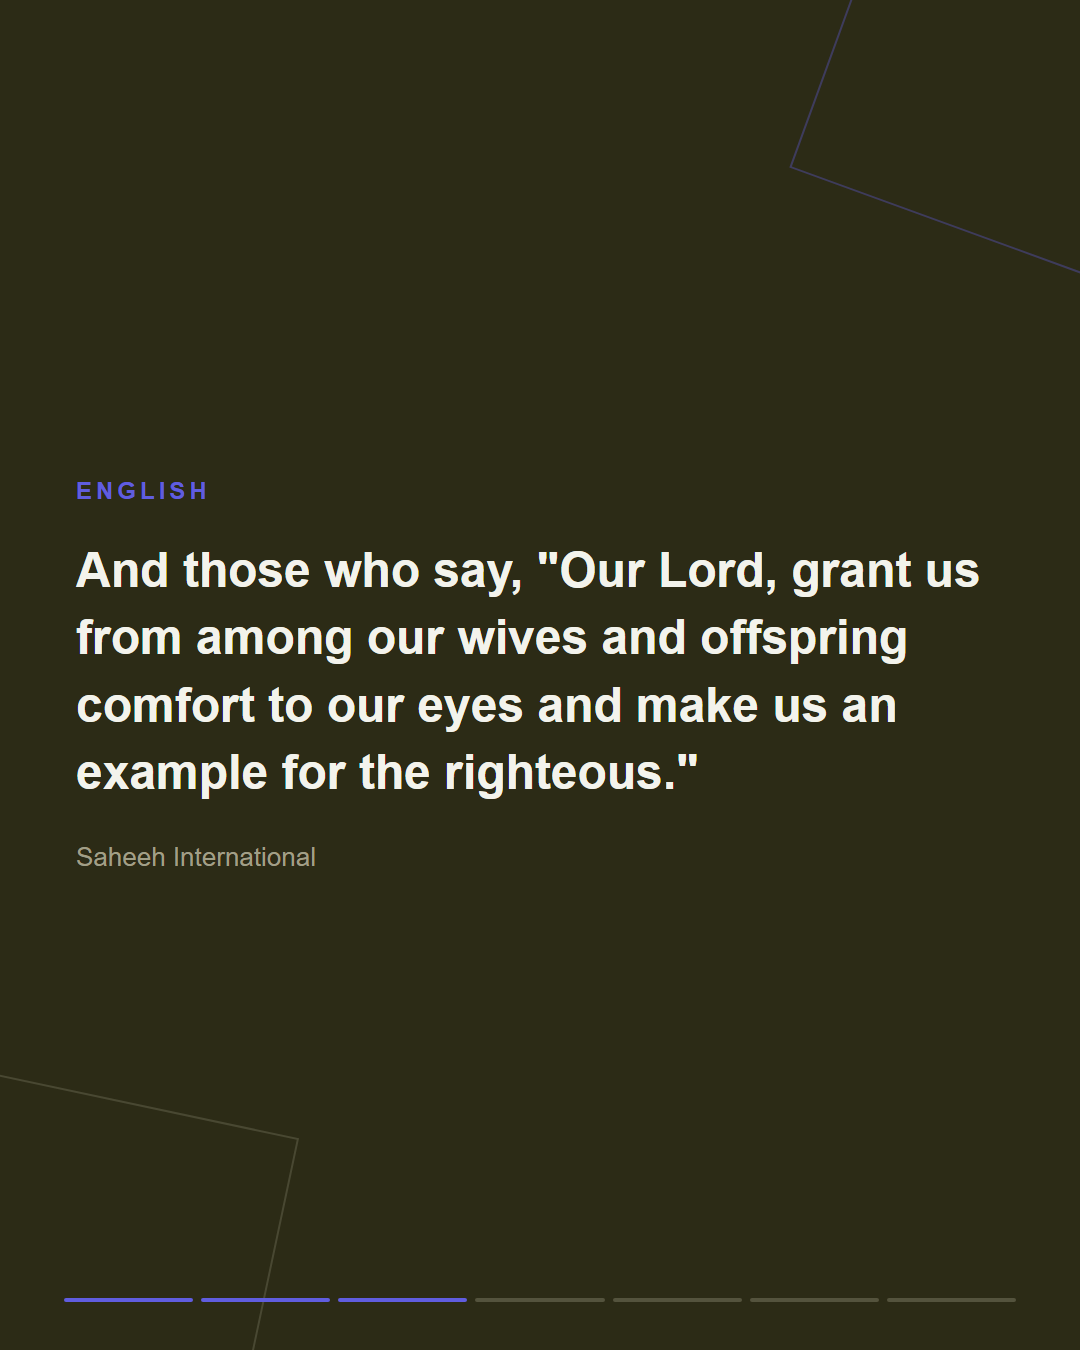 ENGLISH
And those who say, "Our Lord, grant us
from among our wives and offspring
comfort to our eyes and make us an
example for the righteous."
Saheeh International